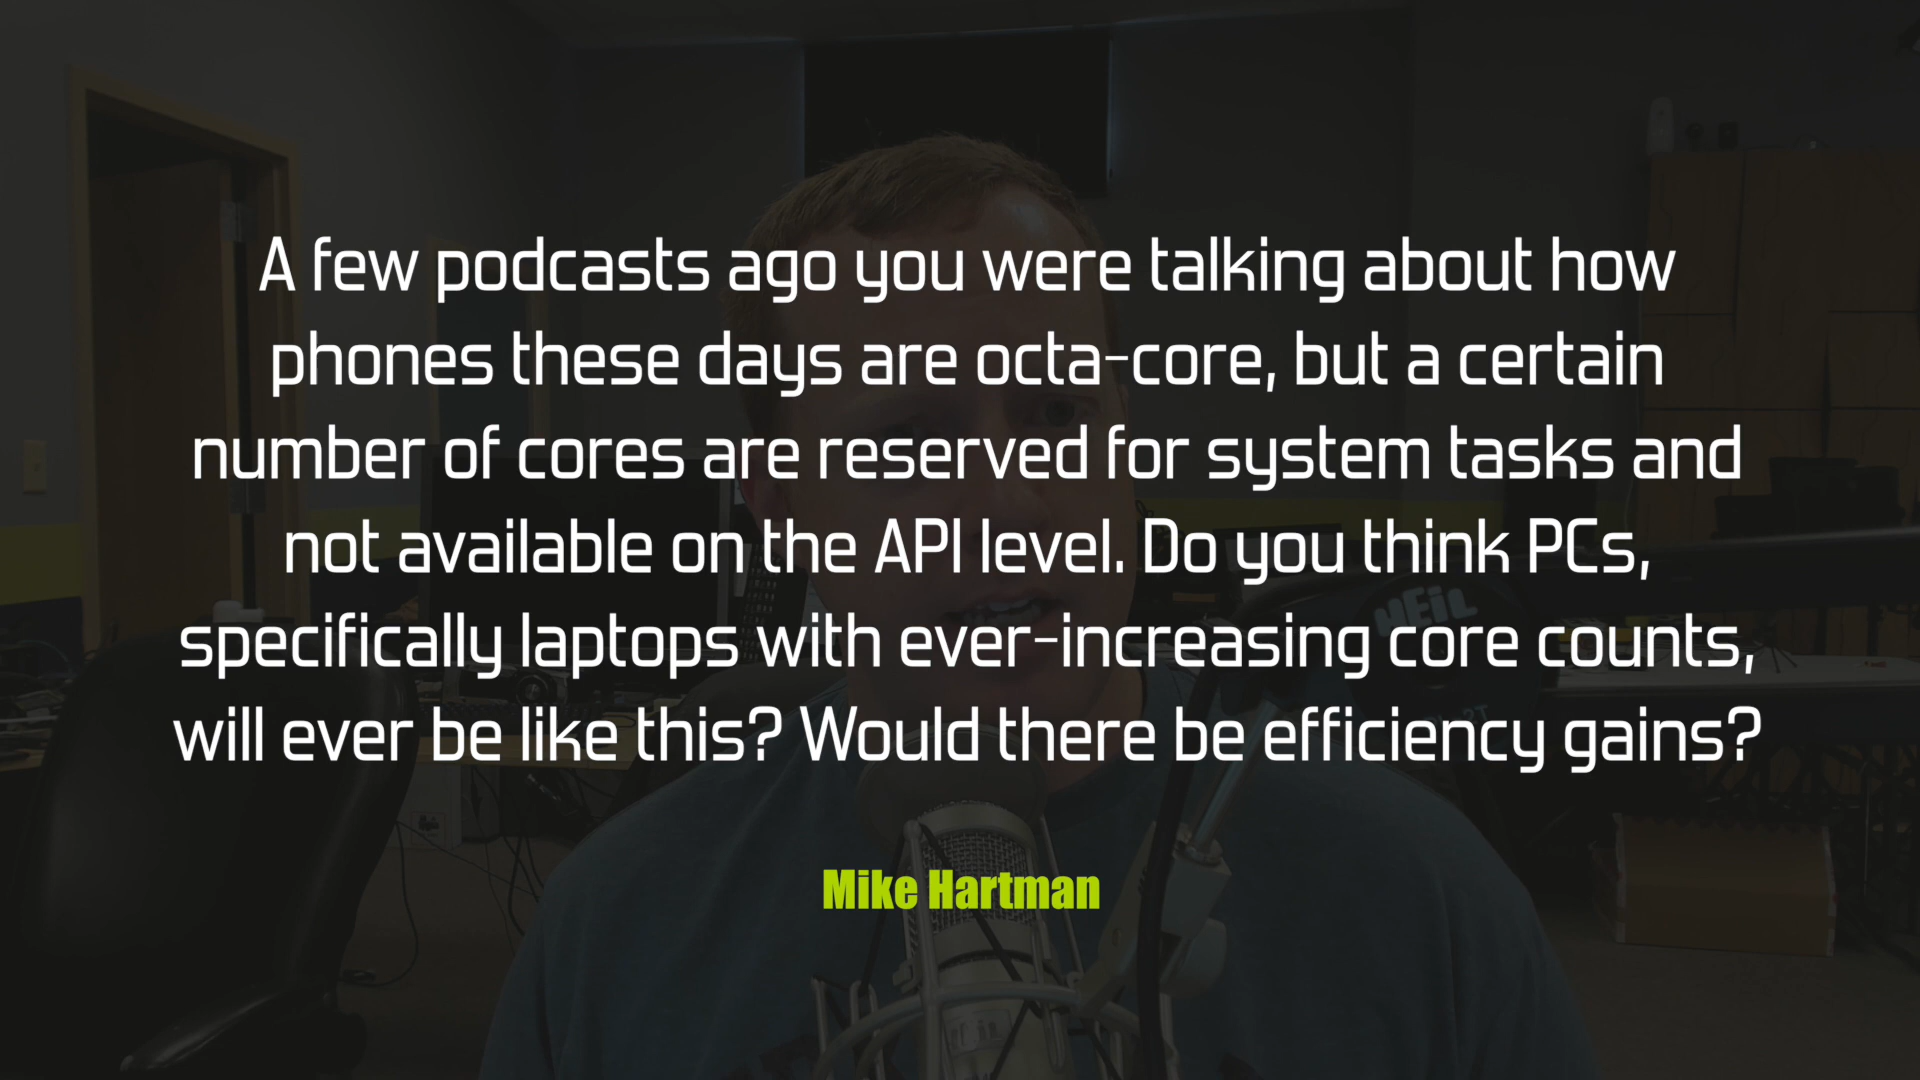 A few podcasts ago you were talking about how
phones these days are octa-core, but a certain
number of cores are reserved for system tasks and
not available on the API level. Do you think PCs,
specifically laptops with ever-increasing core counts,
will ever be like this? Would there be efficiency gains?
HEIL
Mike Hartman